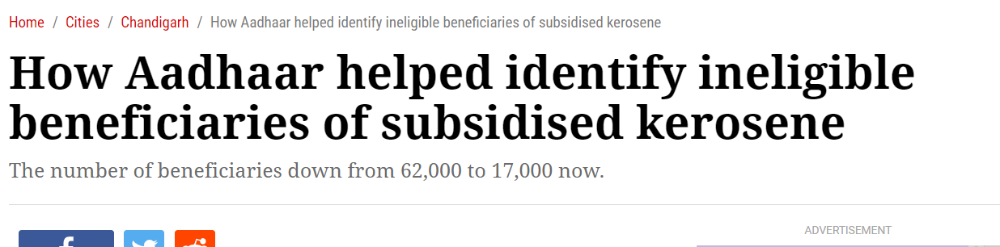 Home / Cities / Chandigarh / How Aadhaar helped identify ineligible beneficiaries of subsidised kerosene
How Aadhaar helped identify ineligible
beneficiaries of subsidised kerosene
The number of beneficiaries down from 62,000 to 17,000 now.
ADVERTISEMENT